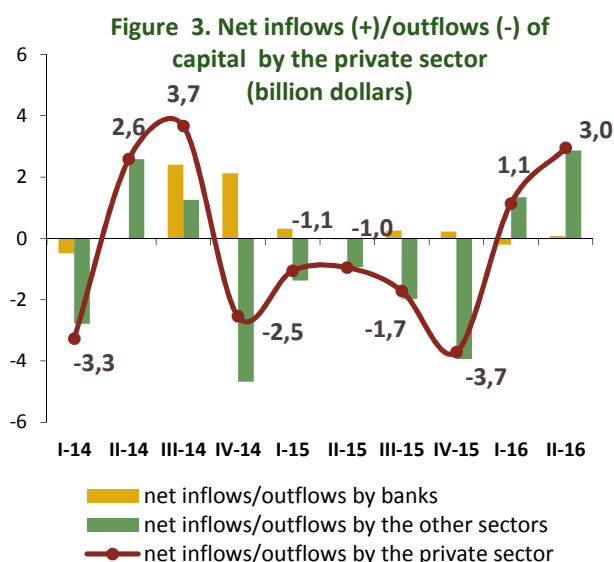 Figure 3. Net inflows (+)/outflows (-) of
capital by the private sector
(billion dollars)
6
4
2
0
-2
-4
-6
-3,3
2,6
3,7
-2,5
-1,1
-1,0
-1,7
-3,7
1,1
3,0
I-14 II-14 III-14 IV-14 I-15 II-15 III-15 IV-15 I-16 II-16
net inflows/outflows by banks
net inflows/outflows by the other sectors
net inflows/outflows by the private sector